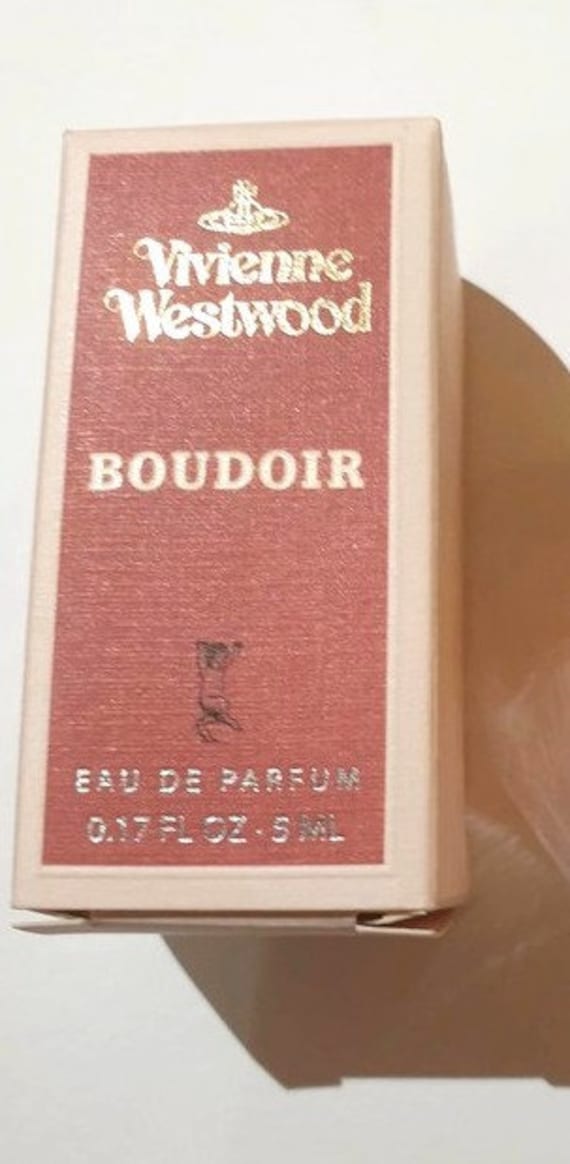 Vivienne
Westwood
BOUDOIR
EAU DE PARFUM
0.17 FL OZ · 5 ML